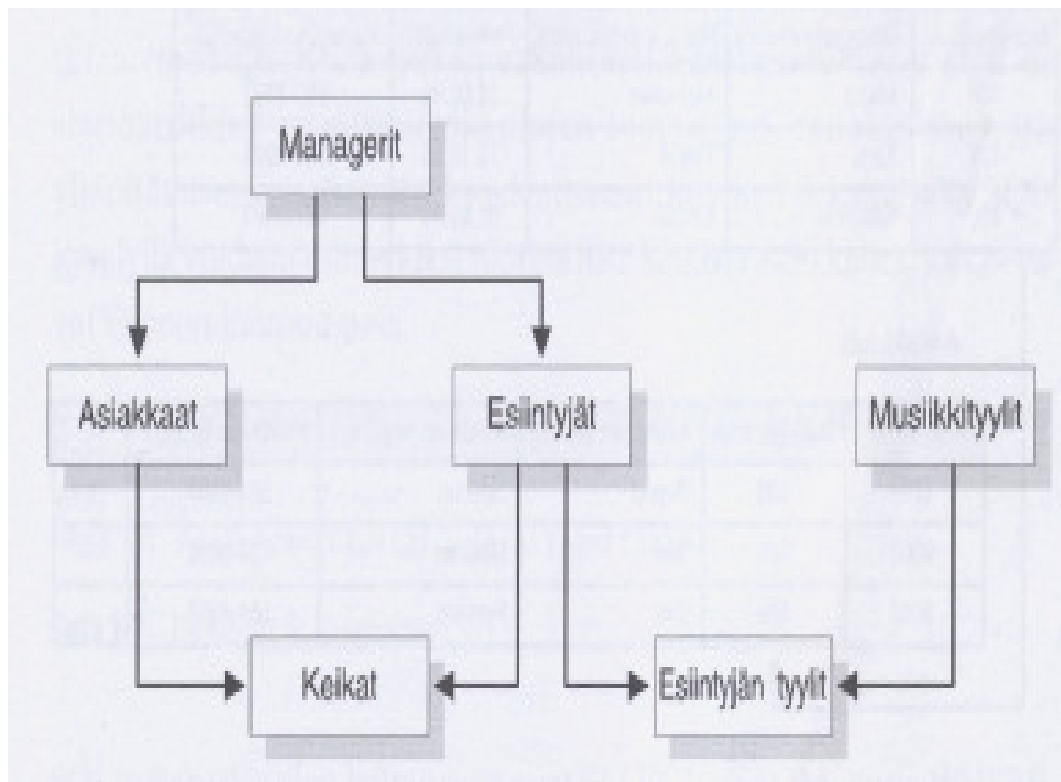 Managerit
Asiakkaat
Esiintyjät
Musiikkityylit
Keikat
Esiintyjän tyylit